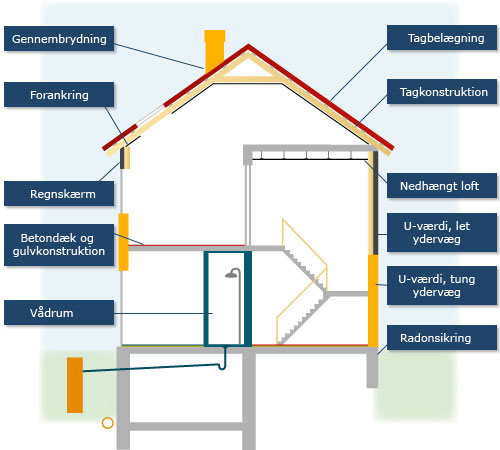 Gennembrydning
Forankring
Regnskærm
Betondæk og
gulvkonstruktion
Vådrum
Tagbelægning
Tagkonstruktion
Nedhængt loft
U-værdi, let
ydervæg
U-værdi, tung
ydervæg
Radonsikring